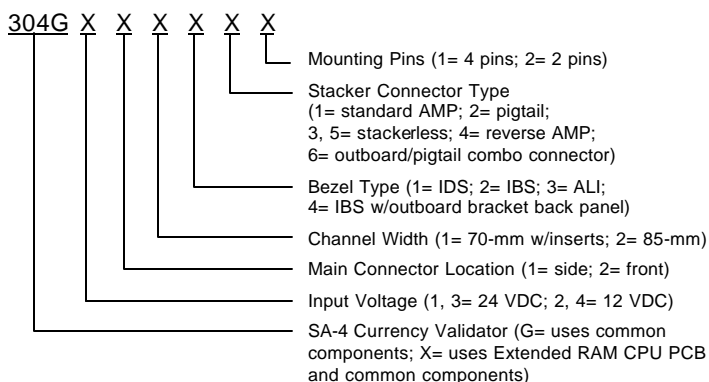 304G X X X X X X
Mounting Pins (1= 4 pins; 2= 2 pins)
Stacker Connector Type
(1= standard AMP; 2= pigtail;
3, 5= stackerless; 4= reverse AMP;
6= outboard/pigtail combo connector)
Bezel Type (1= IDS; 2= IBS; 3= ALI;
4= IBS w/outboard bracket back panel)
Channel Width (1= 70-mm w/inserts; 2= 85-mm)
Main Connector Location (1= side; 2= front)
Input Voltage (1, 3= 24 VDC; 2, 4= 12 VDC)
SA-4 Currency Validator (G= uses common
components; X= uses Extended RAM CPU PCB
and common components)